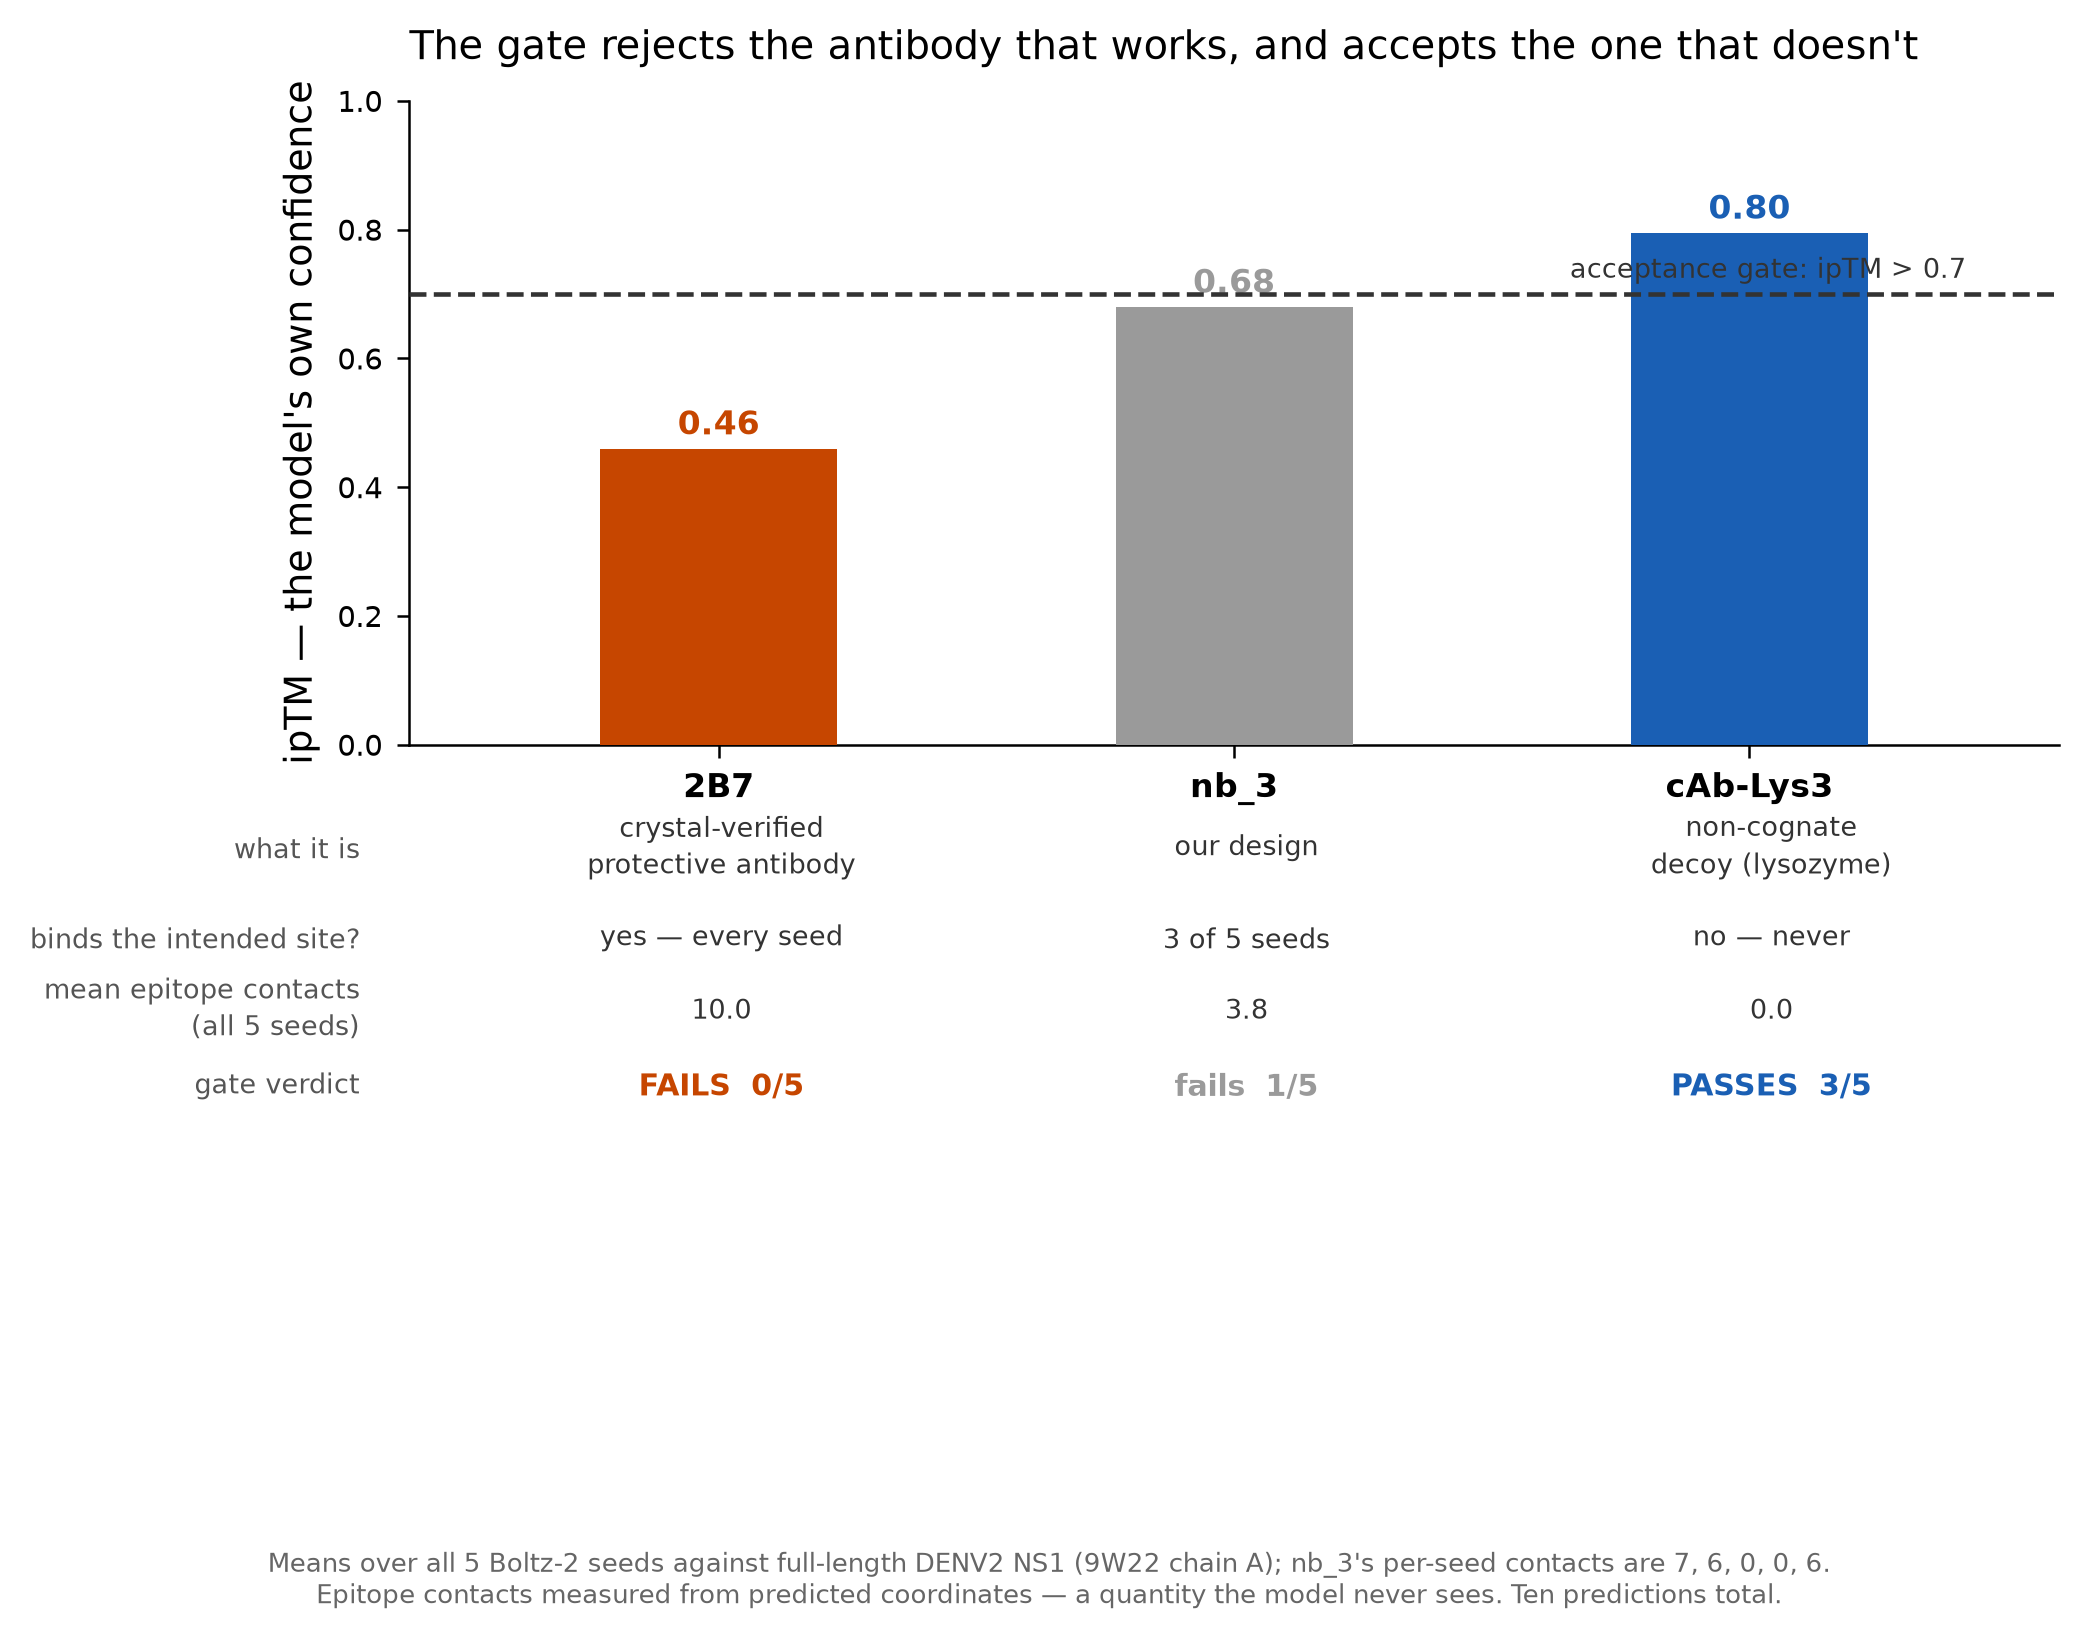 The gate rejects the antibody that works, and accepts the one that doesn't
ipTM — the model's own confidence
1.0
0.8
0.6
0.4
0.2
0.0
0.46
0.68
0.80
acceptance gate: ipTM > 0.7
2B7
nb_3
cAb-Lys3
what it is
crystal-verified
protective antibody
our design
non-cognate
decoy (lysozyme)
binds the intended site?
yes — every seed
3 of 5 seeds
no — never
mean epitope contacts
(all 5 seeds)
10.0
3.8
0.0
gate verdict
FAILS 0/5
fails 1/5
PASSES 3/5
Means over all 5 Boltz-2 seeds against full-length DENV2 NS1 (9W22 chain A); nb_3's per-seed contacts are 7, 6, 0, 0, 6.
Epitope contacts measured from predicted coordinates — a quantity the model never sees. Ten predictions total.